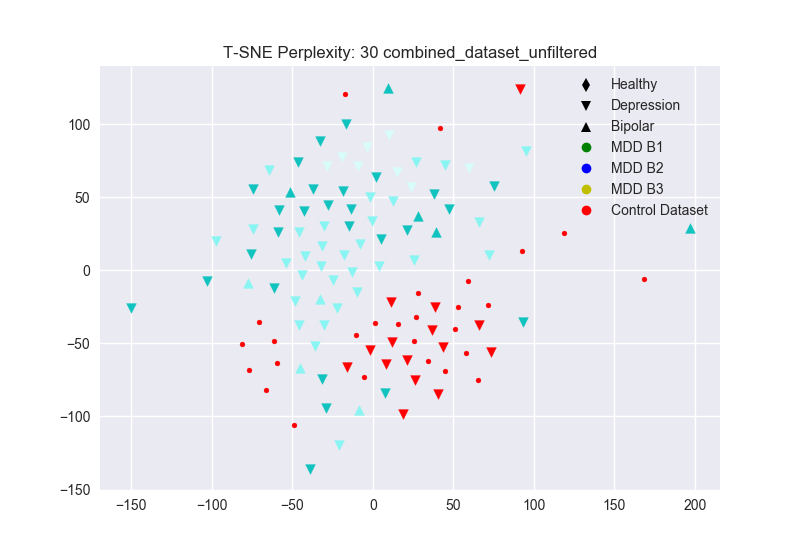 T-SNE Perplexity: 30 combined_dataset_unfiltered
Healthy
Depression
Bipolar
MDD B1
MDD B2
MDD B3
Control Dataset
100
50
0
−50
−100
−150
−150
−100
−50
0
50
100
150
200